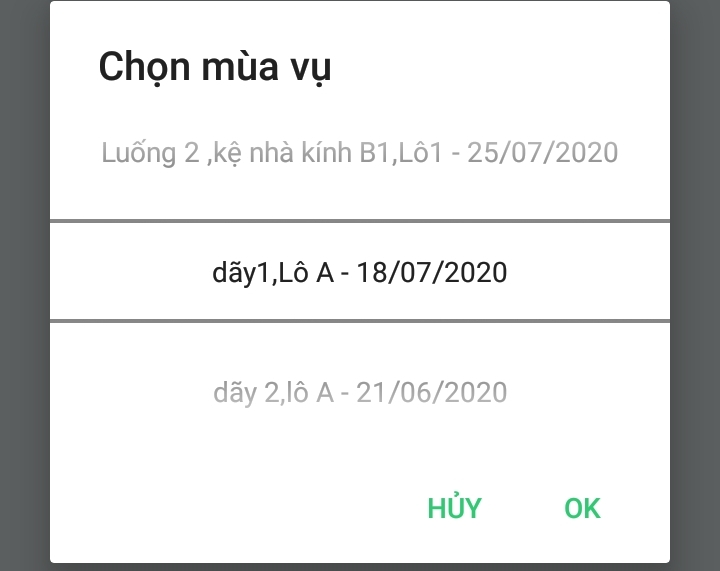 Chọn mùa vụ
Luống 2 ,kệ nhà kính B1,Lô1 - 25/07/2020
dãy1,Lô A - 18/07/2020
dãy 2,lô A - 21/06/2020
HỦY OK